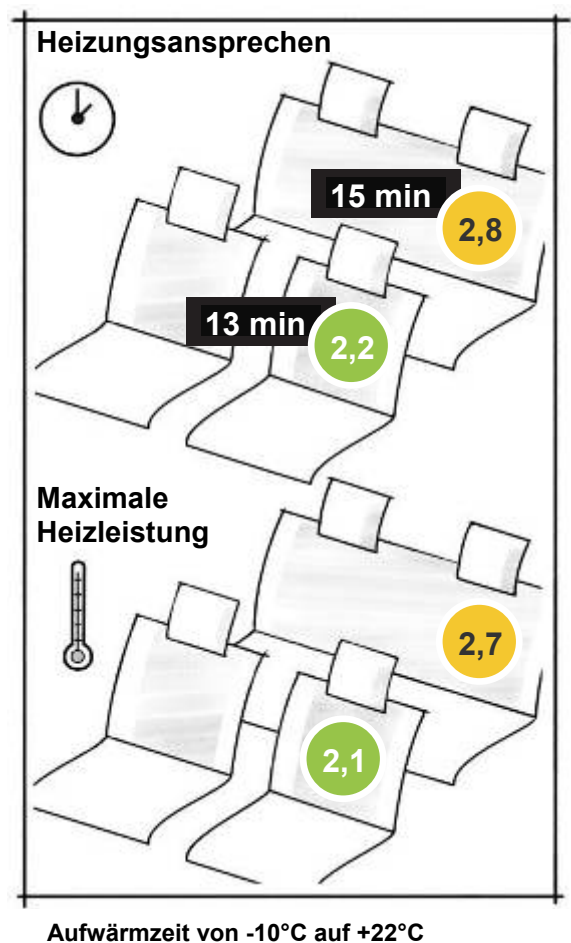 Heizungsansprechen
15 min
2,8
13 min
2,2
Maximale
Heizleistung
2,7
2,1
Aufwärmzeit von -10°C auf +22°C